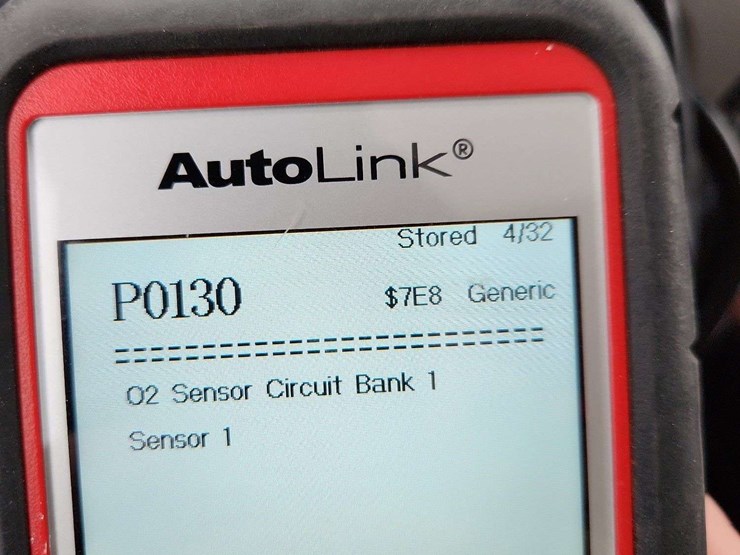 AutoLink®
Stored 4/32
P0130 $7E8 Generic
=========================
O2 Sensor Circuit Bank 1
Sensor 1